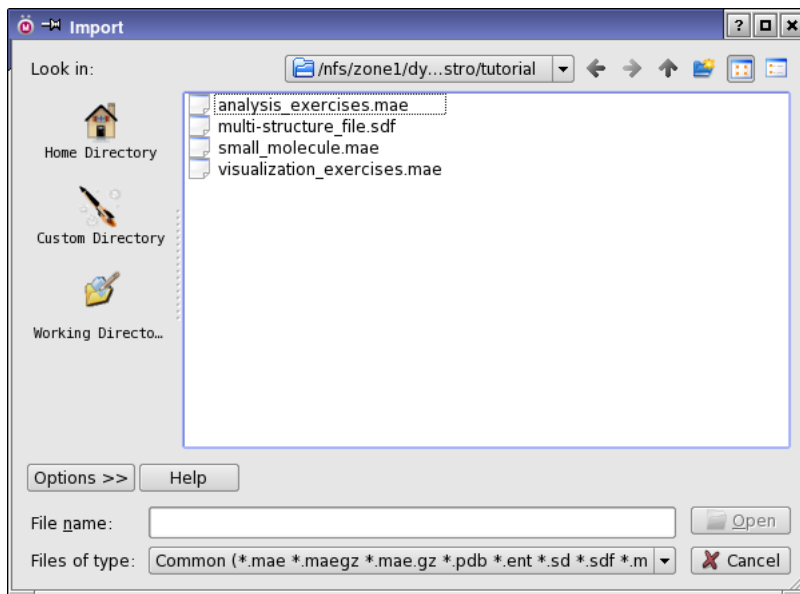 Import
Look in: /nfs/zone1/dy...stro/tutorial
analysis_exercises.mae
multi-structure_file.sdf
small_molecule.mae
visualization_exercises.mae
Home Directory
Custom Directory
Working Directo...
Options >> Help
File name: Open
Files of type: Common (*.mae *.maegz *.mae.gz *.pdb *.ent *.sd *.sdf *.m Cancel